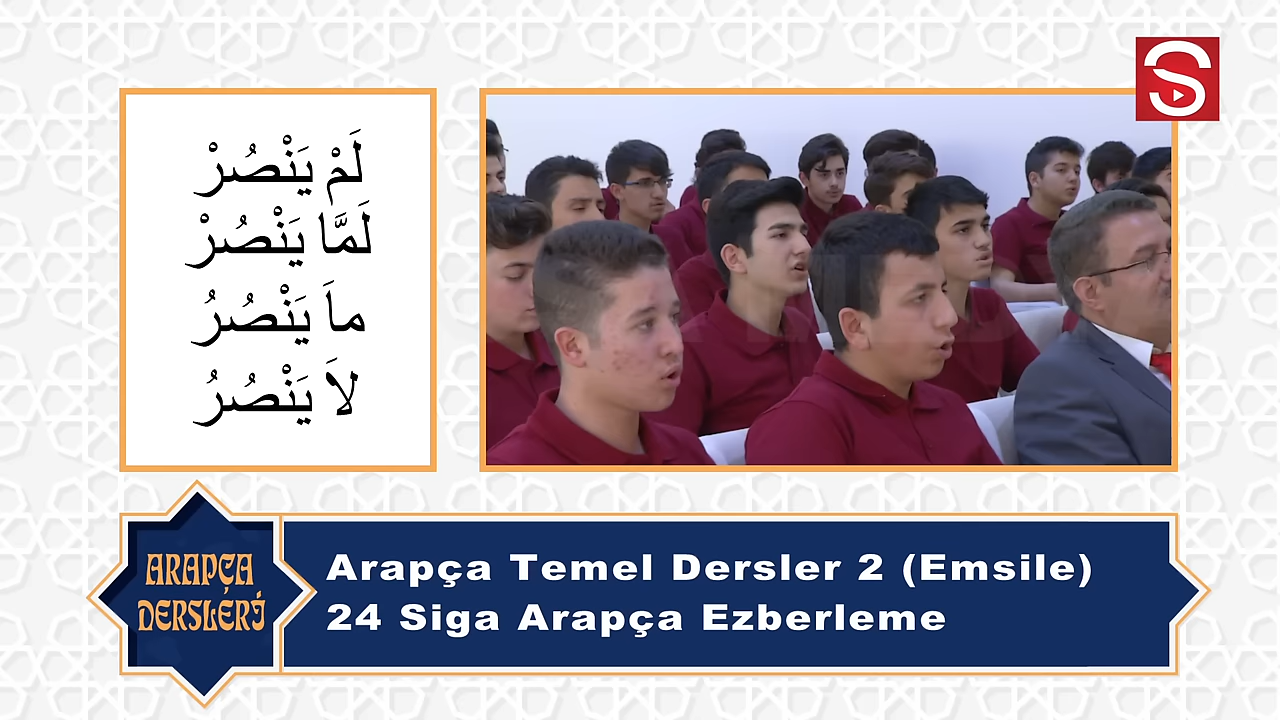 لَمْ يَنْصُرْ
لَمَّا يَنْصُرْ
ماَ يَنْصُرُ
لاَ يَنْصُرُ
ARAPÇA
DERSLERİ
Arapça Temel Dersler 2 (Emsile)
24 Siga Arapça Ezberleme